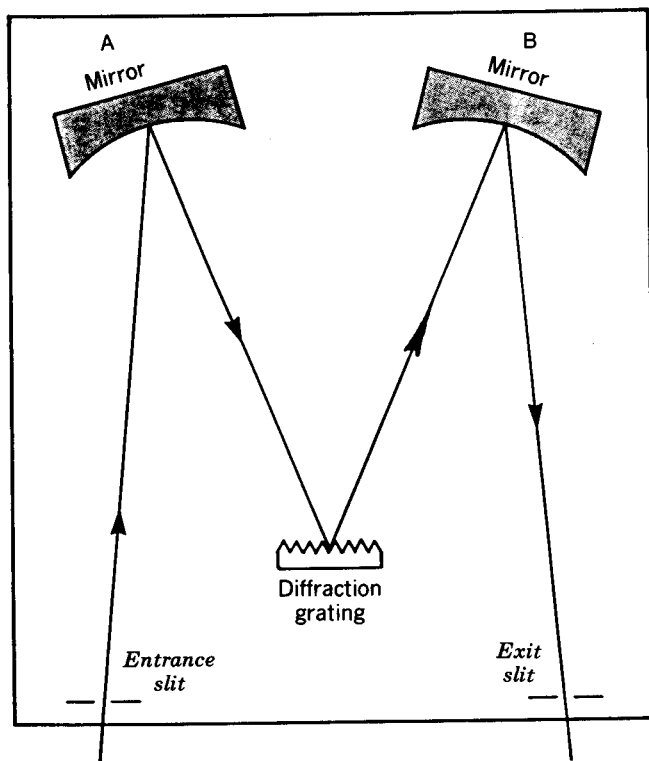 A
Mirror
B
Mirror
Diffraction
grating
Entrance
slit
Exit
slit